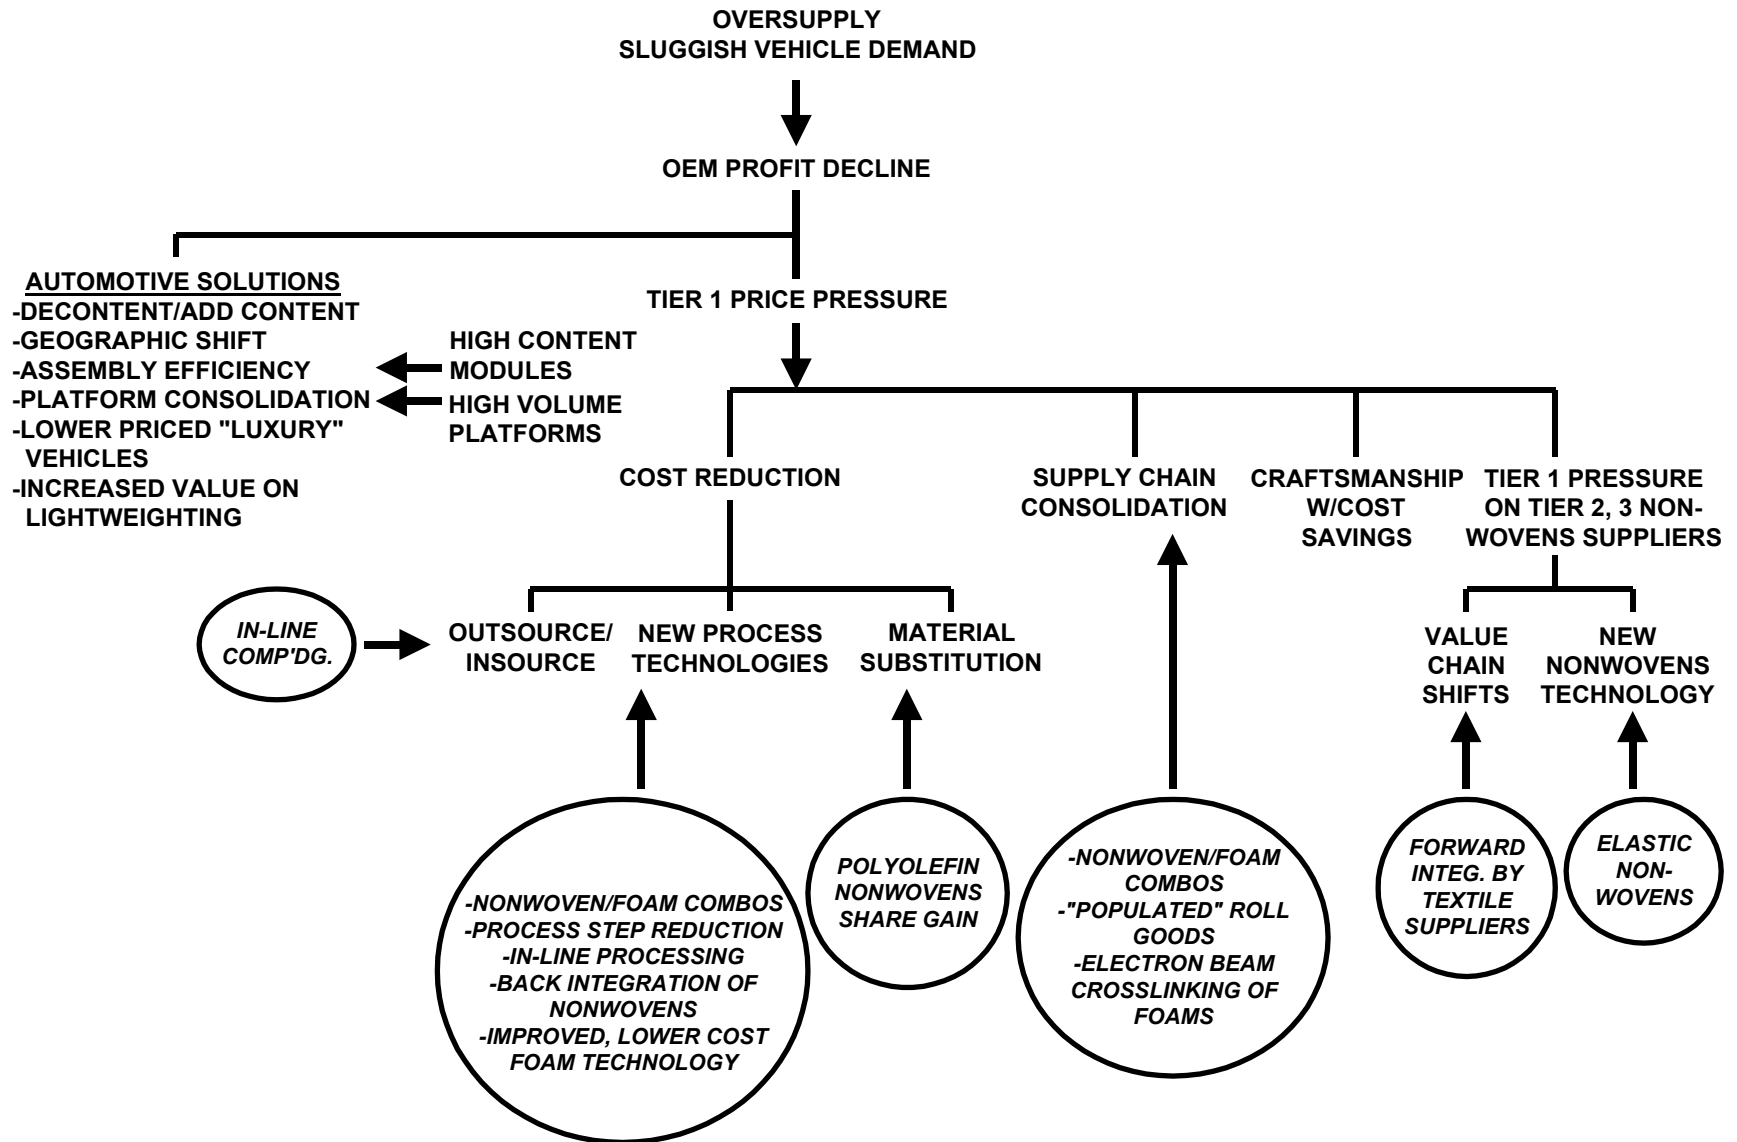 OVERSUPPLY
SLUGGISH VEHICLE DEMAND
OEM PROFIT DECLINE
AUTOMOTIVE SOLUTIONS
-DECONTENT/ADD CONTENT
-GEOGRAPHIC SHIFT
-ASSEMBLY EFFICIENCY
-PLATFORM CONSOLIDATION
-LOWER PRICED "LUXURY"
VEHICLES
-INCREASED VALUE ON
LIGHTWEIGHTING
HIGH CONTENT
MODULES
HIGH VOLUME
PLATFORMS
TIER 1 PRICE PRESSURE
COST REDUCTION
SUPPLY CHAIN
CONSOLIDATION
CRAFTSMANSHIP
W/COST
SAVINGS
TIER 1 PRESSURE
ON TIER 2, 3 NON-
WOVENS SUPPLIERS
IN-LINE
COMP'DG.
OUTSOURCE/
INSOURCE
NEW PROCESS
TECHNOLOGIES
MATERIAL
SUBSTITUTION
VALUE
CHAIN
SHIFTS
NEW
NONWOVENS
TECHNOLOGY
-NONWOVEN/FOAM COMBOS
-PROCESS STEP REDUCTION
-IN-LINE PROCESSING
-BACK INTEGRATION OF
NONWOVENS
-IMPROVED, LOWER COST
FOAM TECHNOLOGY
POLYOLEFIN
NONWOVENS
SHARE GAIN
-NONWOVEN/FOAM
COMBOS
-"POPULATED" ROLL
GOODS
-ELECTRON BEAM
CROSSLINKING OF
FOAMS
FORWARD
INTEG. BY
TEXTILE
SUPPLIERS
ELASTIC
NON-
WOVENS